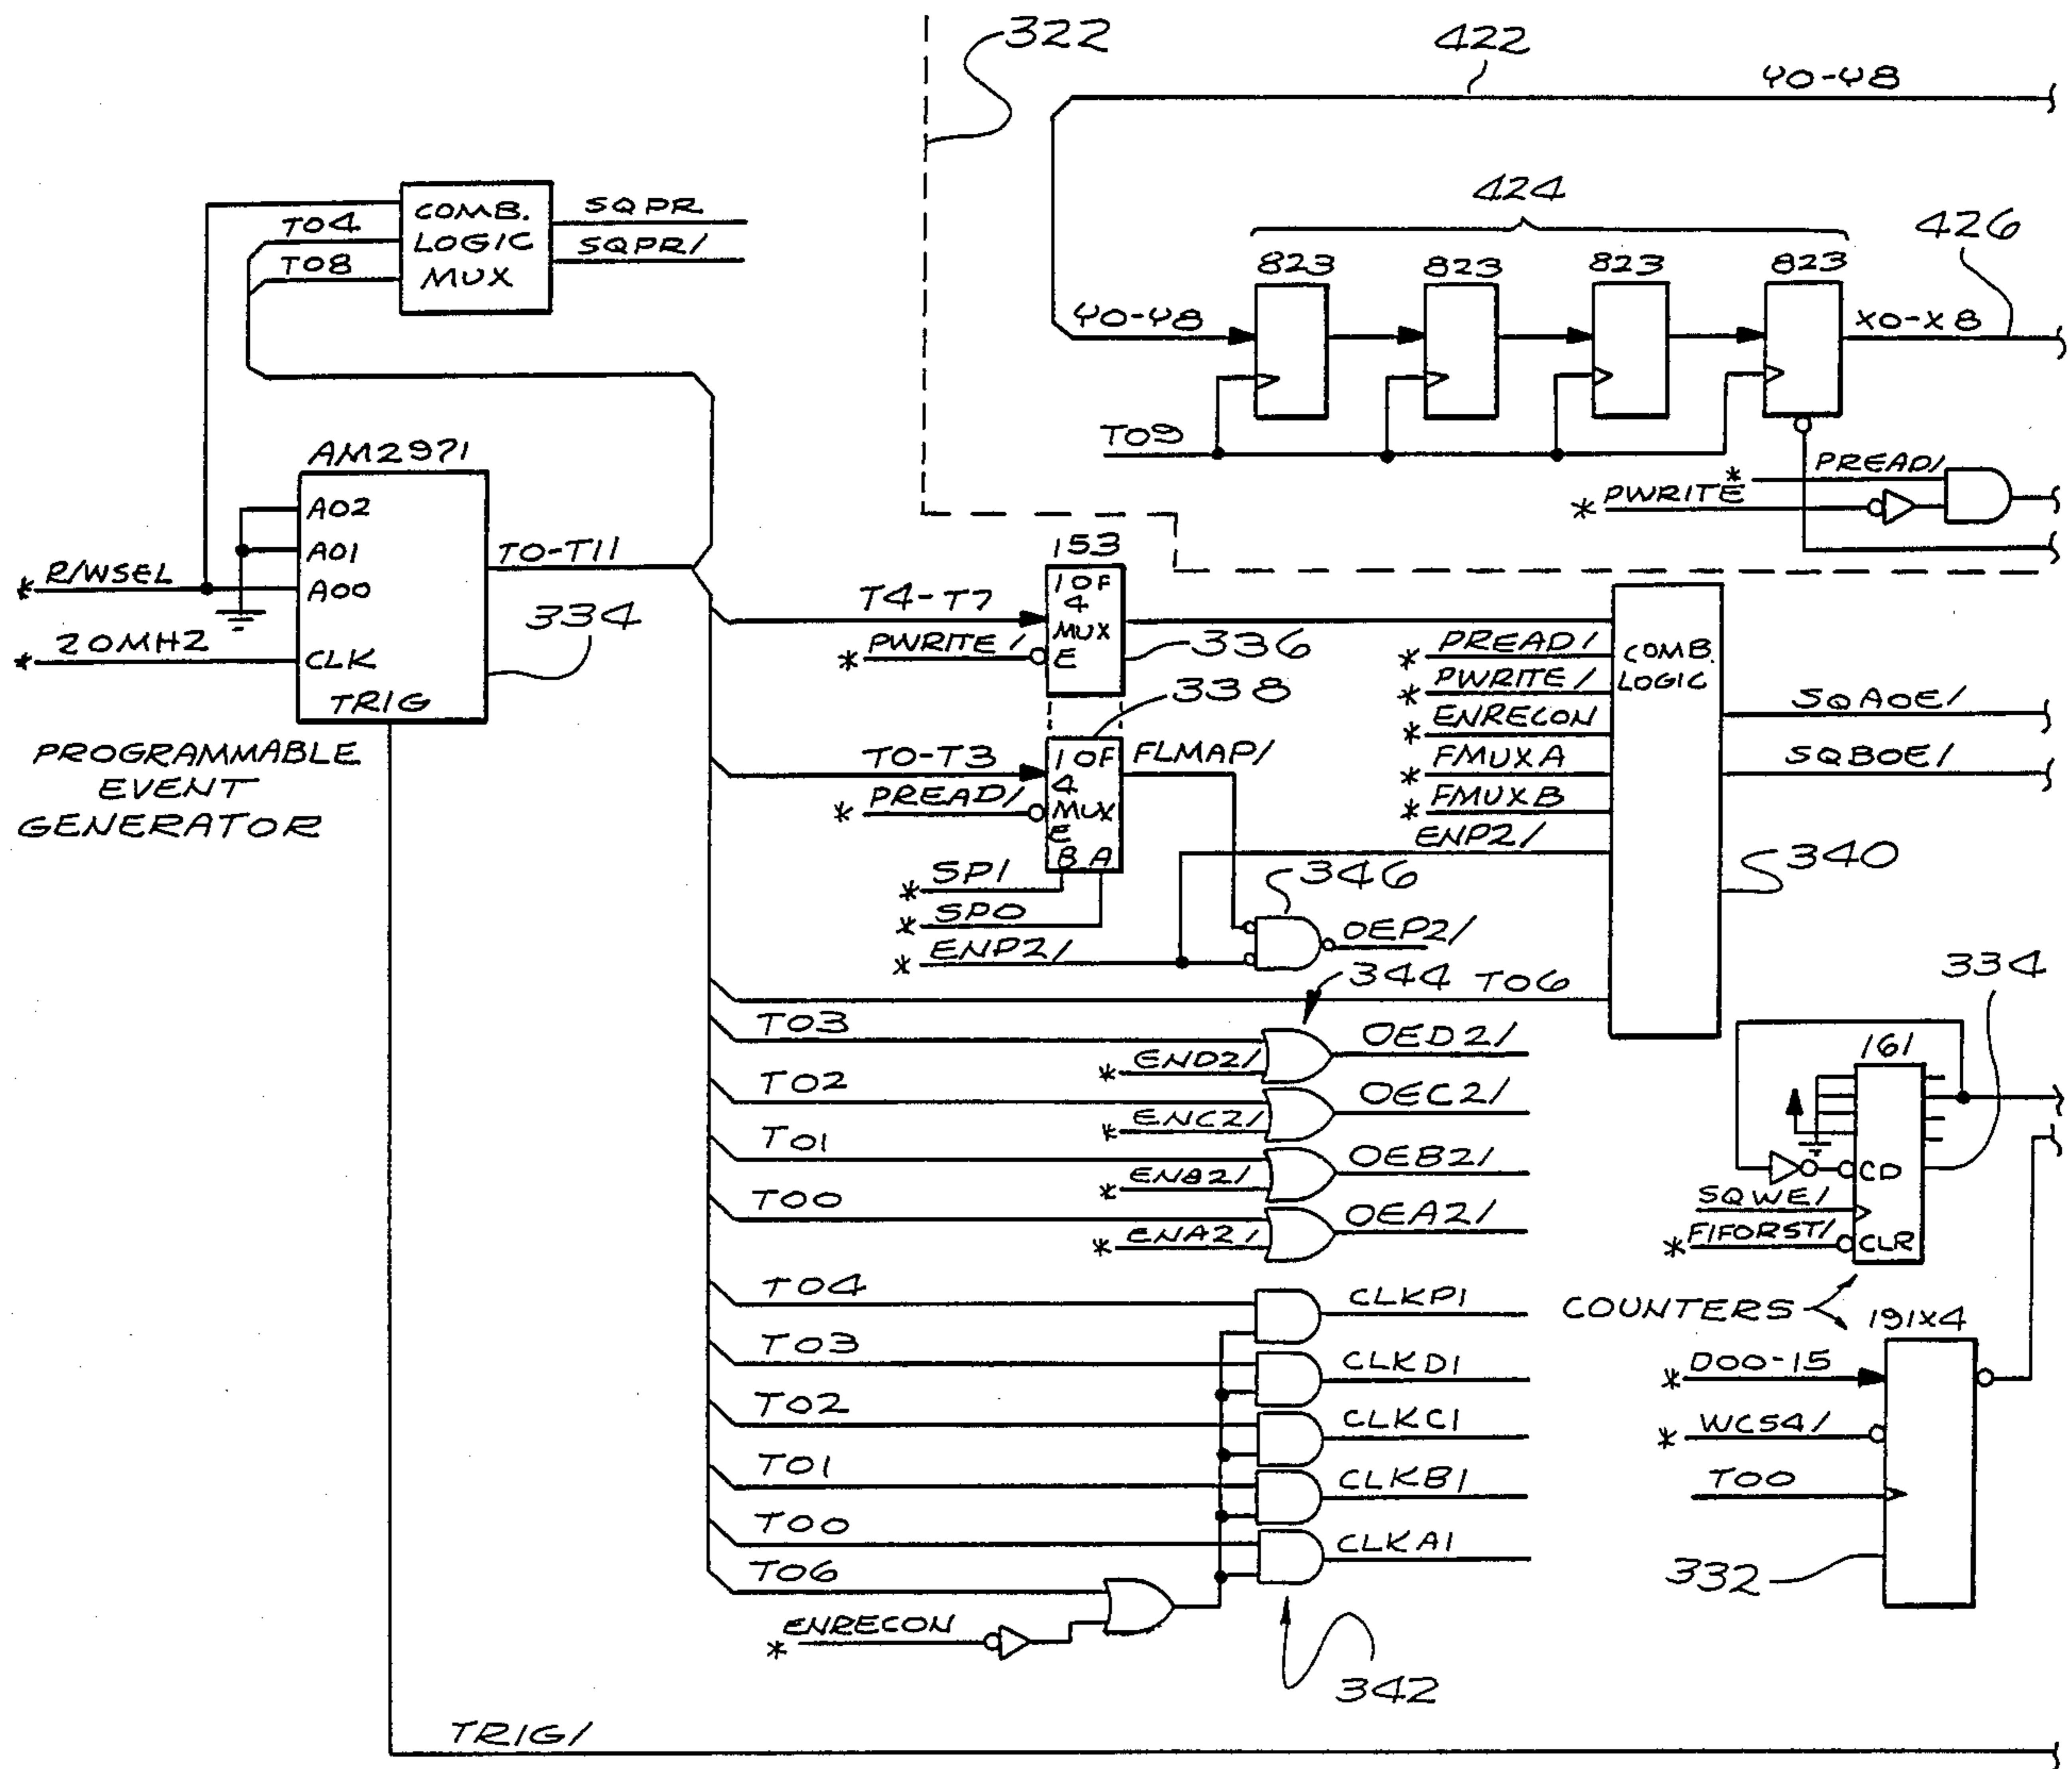 322
422
Y0-Y8
424
426
T04
T08
COMB.
LOGIC
MUX
SQPR
SQPR/
823
823
823
823
Y0-Y8
X0-X8
T09
PREAD/
*
* PWRITE
AM2971
A02
A01
A00
CLK
TRIG
* R/WSEL
* 20MHZ
T0-T11
334
PROGRAMMABLE
EVENT
GENERATOR
153
1 OF
4
MUX
E
T4-T7
* PWRITE/
336
338
T0-T3
* PREAD/
1 OF
4
MUX
E
B A
FLMAP/
* SP1
* SP0
* ENP2/
* PREAD/
* PWRITE/
* ENRECON
* FMUXA
* FMUXB
ENP2/
COMB.
LOGIC
SQAOE/
SQBOE/
340
346
OEP2/
344
T06
T03
* END2/
OED2/
T02
* ENC2/
OEC2/
T01
* ENB2/
OEB2/
T00
* ENA2/
OEA2/
334
161
CD
SQWE/
* FIFORST/
CLR
COUNTERS
191X4
* D00-15
* WCS4/
T00
332
T04
CLKP1
T03
CLKD1
T02
CLKC1
T01
CLKB1
T00
CLKA1
T06
* ENRECON
342
TRIG/